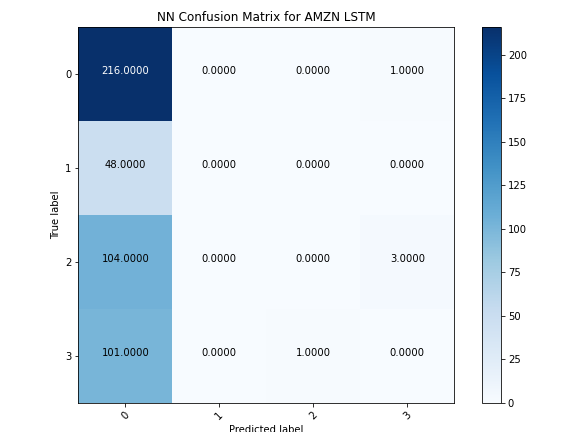 NN Confusion Matrix for AMZN LSTM
0 216.0000 0.0000 0.0000 1.0000
1 48.0000 0.0000 0.0000 0.0000
2 104.0000 0.0000 0.0000 3.0000
3 101.0000 0.0000 1.0000 0.0000
0 1 2 3
True label
Predicted label
200
175
150
125
100
75
50
25
0